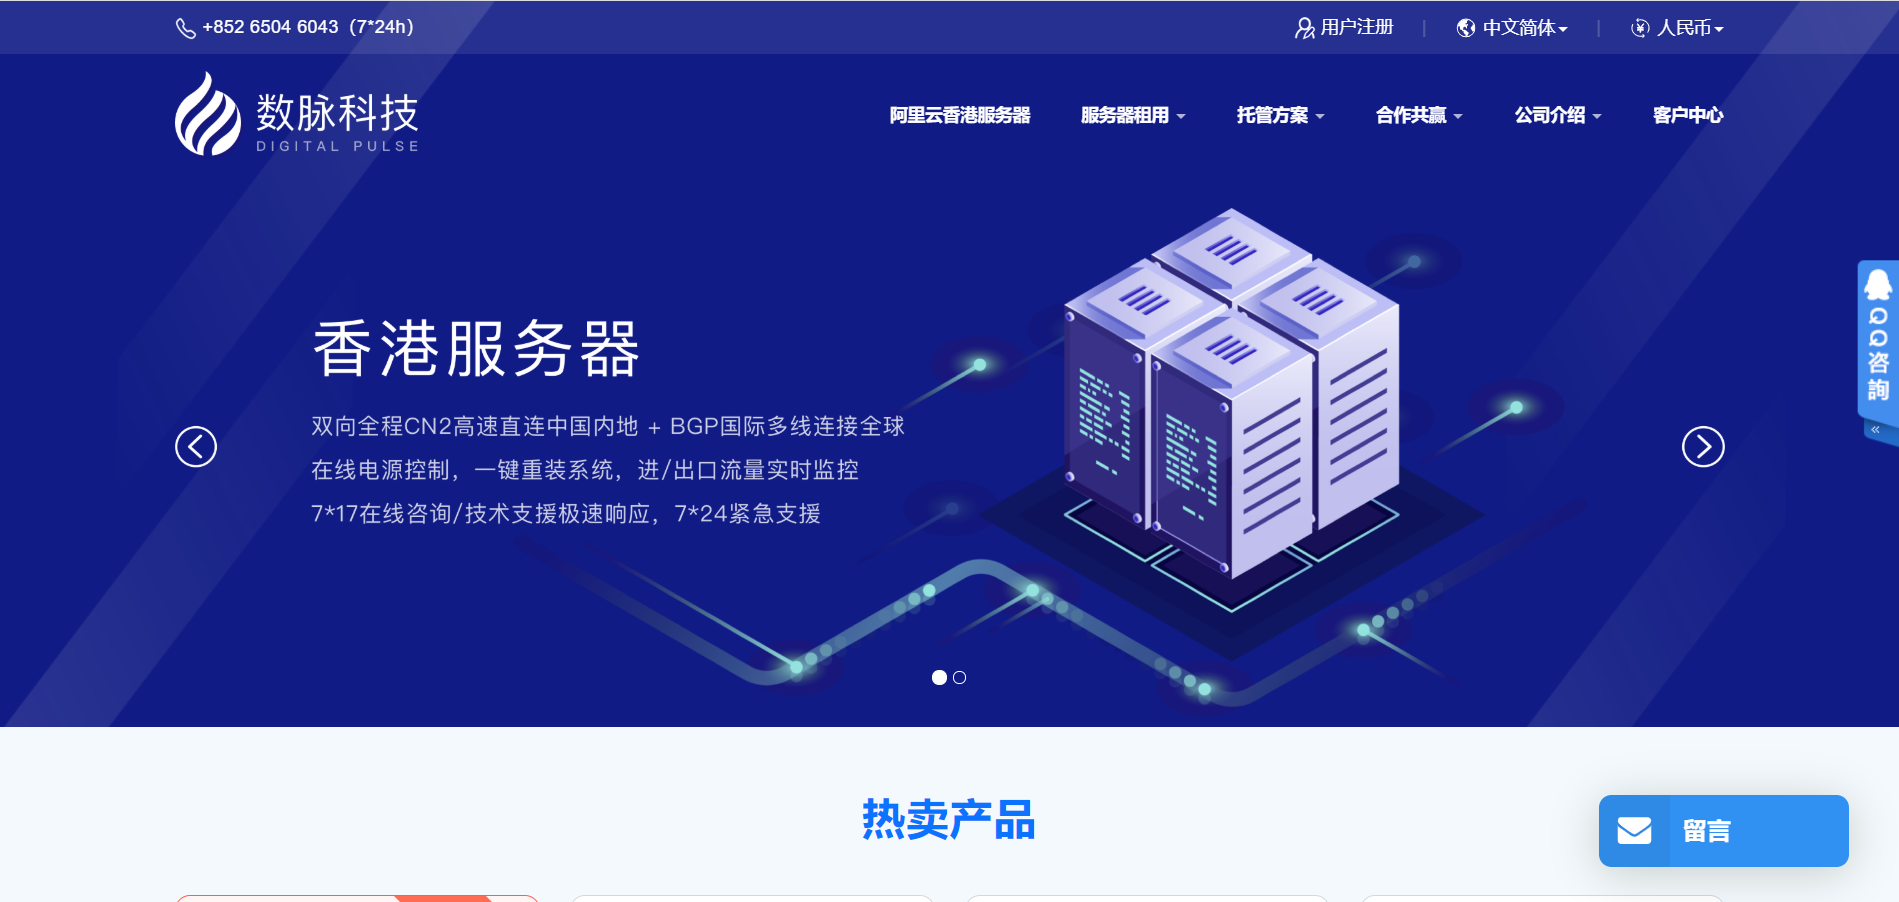 +852 6504 6043（7*24h）
用户注册 | 中文简体 | 人民币
数脉科技
DIGITAL PULSE
阿里云香港服务器 服务器租用 托管方案 合作共赢 公司介绍 客户中心
香港服务器
双向全程CN2高速直连中国内地 + BGP国际多线连接全球
在线电源控制，一键重装系统，进/出口流量实时监控
7*17在线咨询/技术支援极速响应，7*24紧急支援
QQ咨詢
«
热卖产品
留言